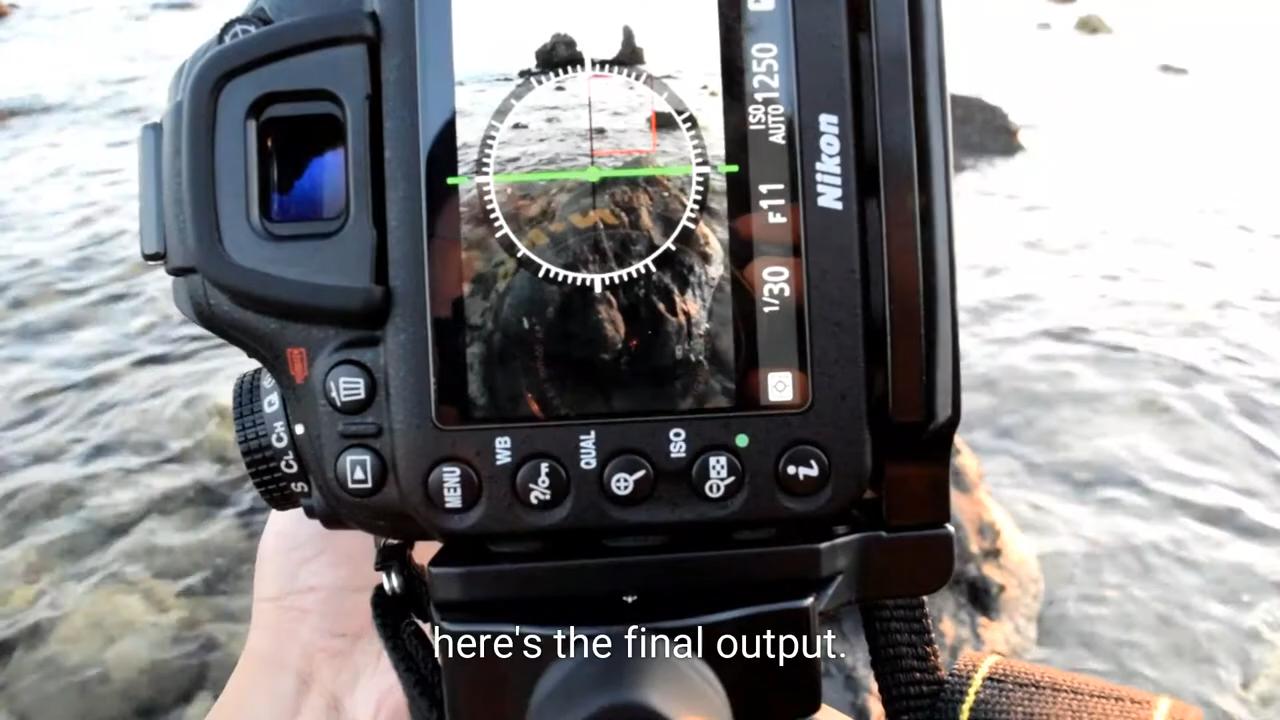 ISO
AUTO 1250
F11
1/30
Nikon
WB
QUAL
ISO
MENU
?
i
S
CL
CH
Q
here's the final output.